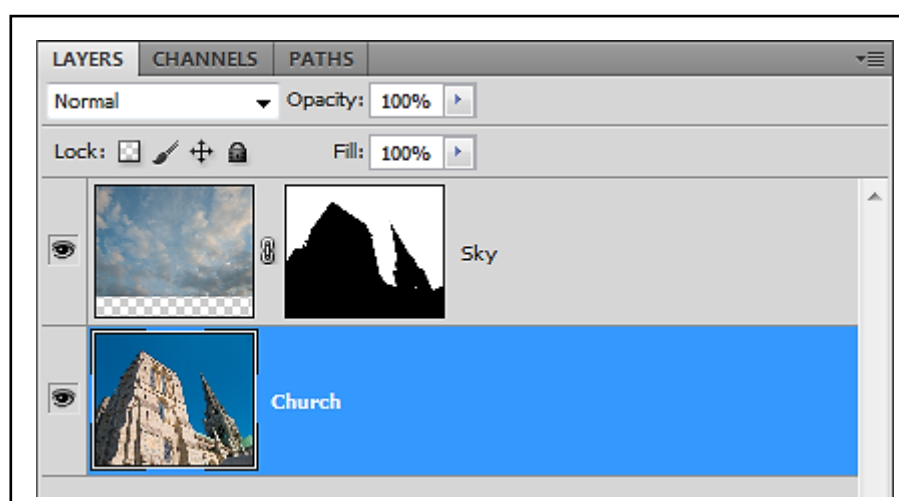 LAYERS CHANNELS PATHS
Normal Opacity: 100%
Lock: Fill: 100%
Sky
Church